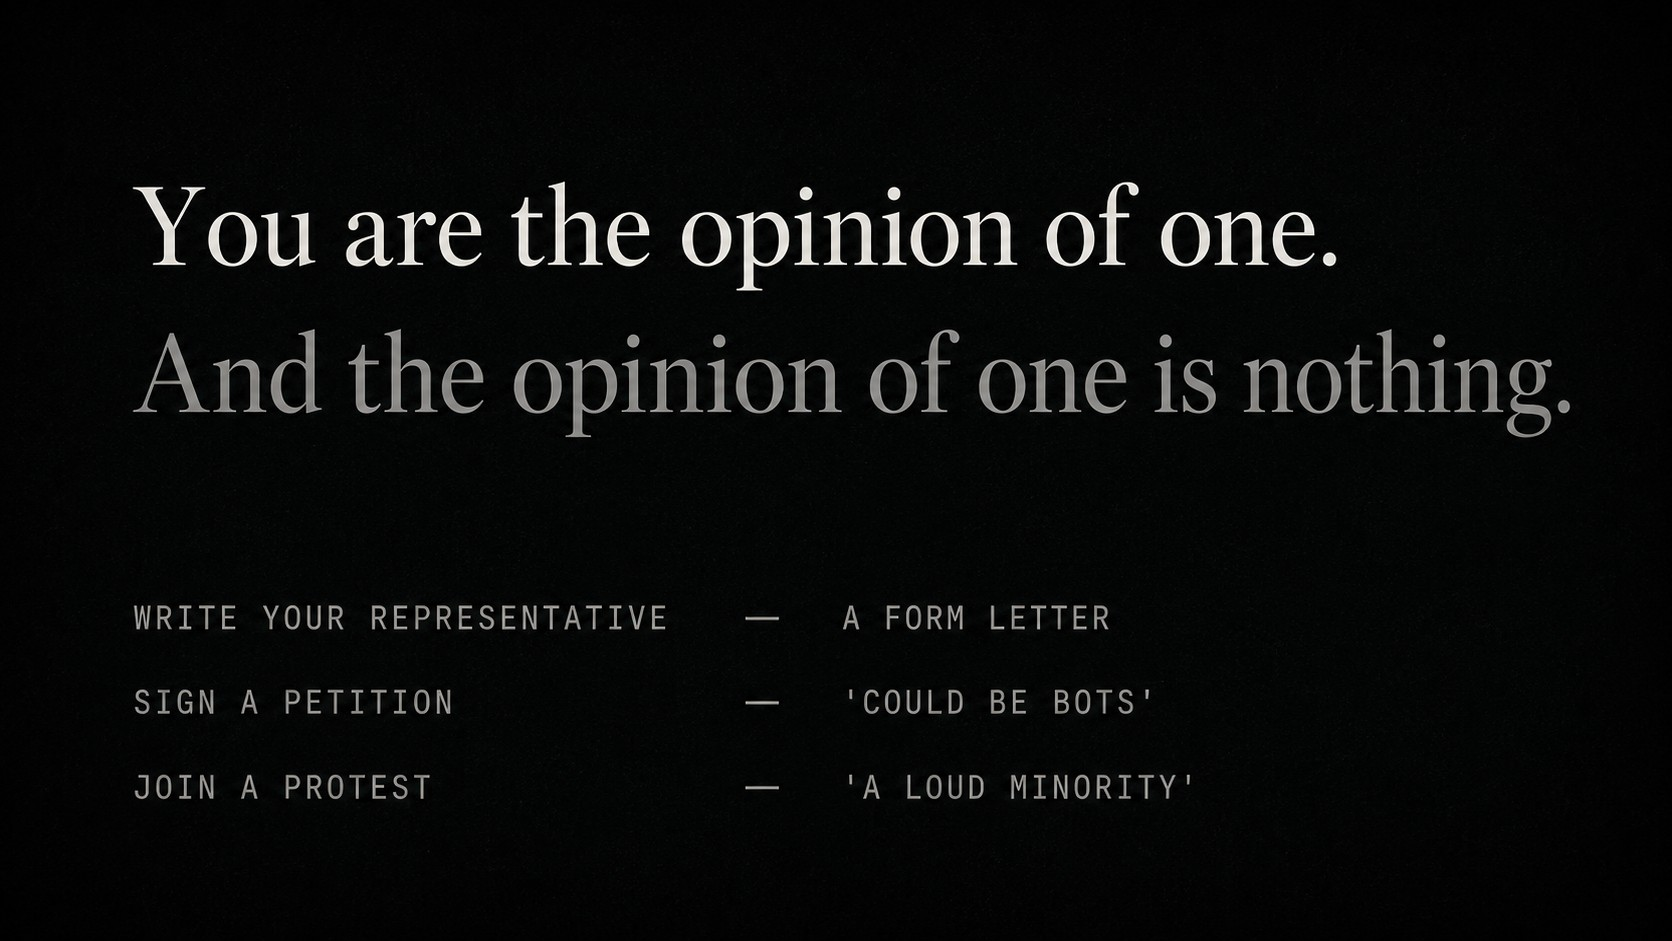 You are the opinion of one.
And the opinion of one is nothing.
WRITE YOUR REPRESENTATIVE — A FORM LETTER
SIGN A PETITION — 'COULD BE BOTS'
JOIN A PROTEST — 'A LOUD MINORITY'